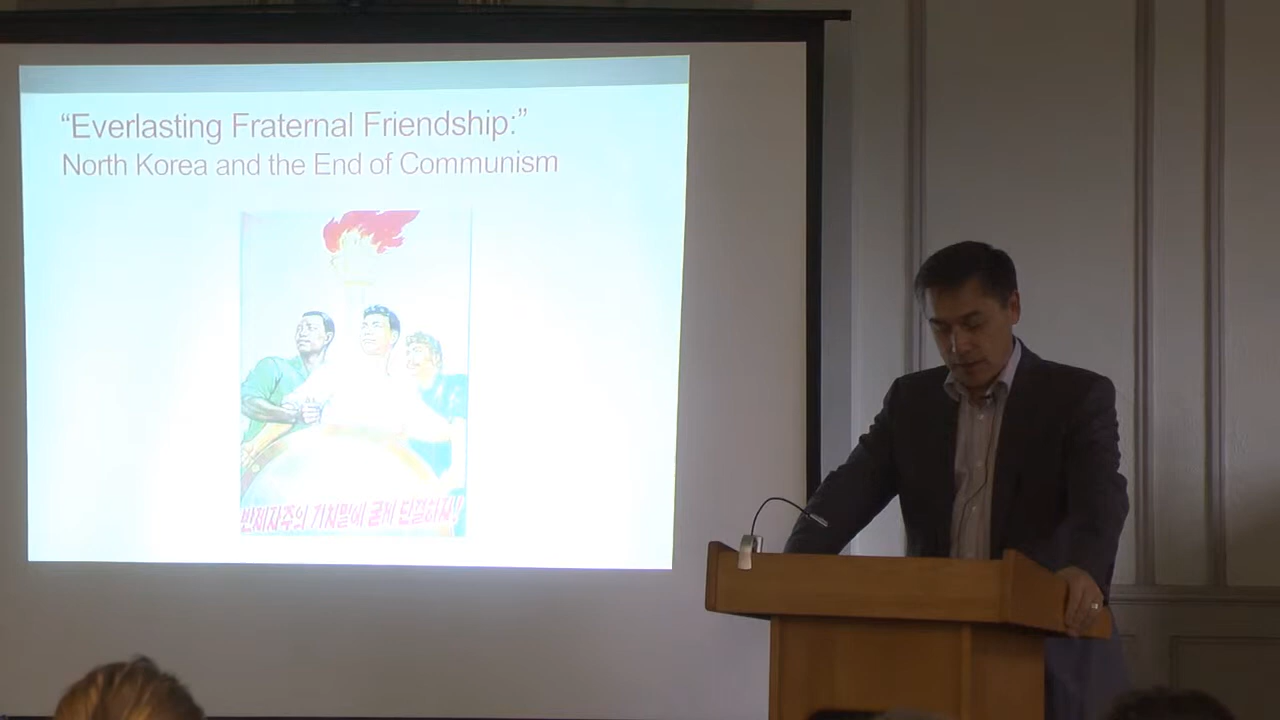 “Everlasting Fraternal Friendship:”
North Korea and the End of Communism
반제자주의 기치밑에 굳게 단결하자!